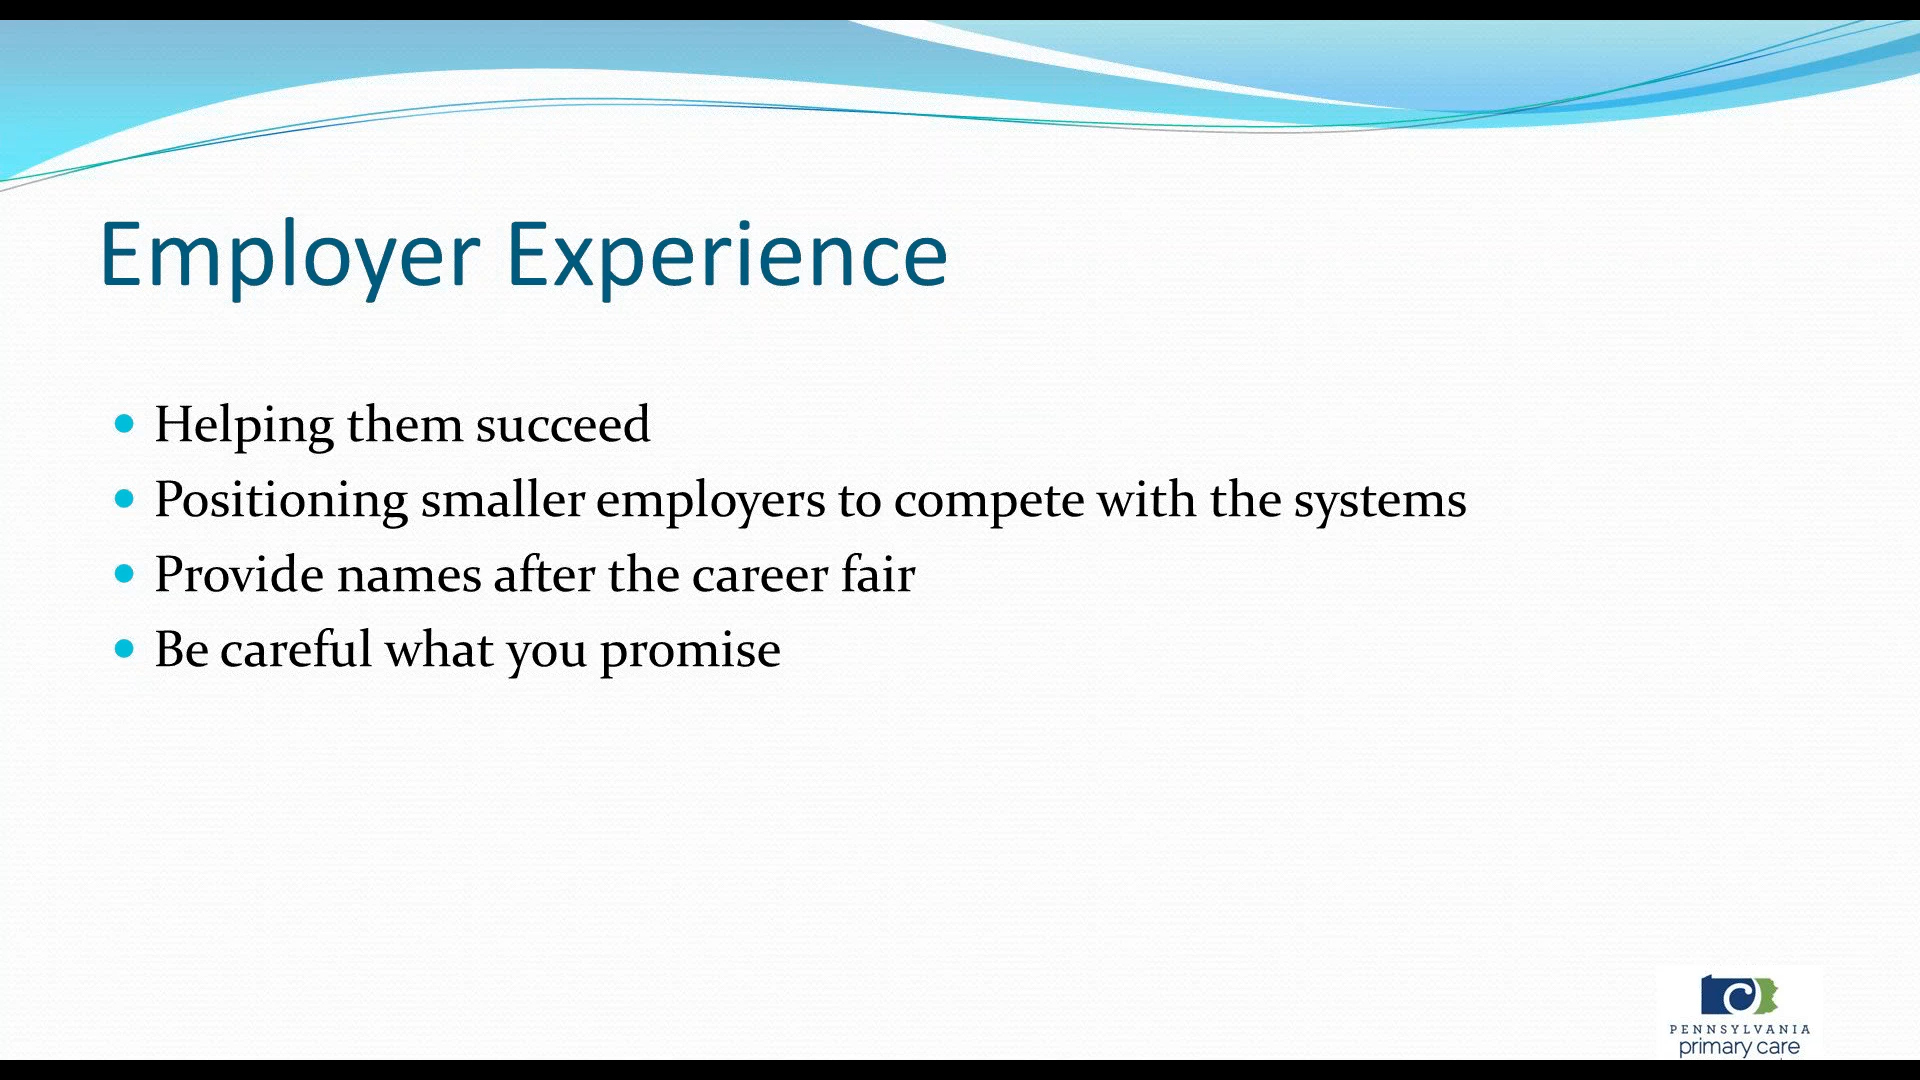 Employer Experience
Helping them succeed
Positioning smaller employers to compete with the systems
Provide names after the career fair
Be careful what you promise
PENNSYLVANIA
primary care